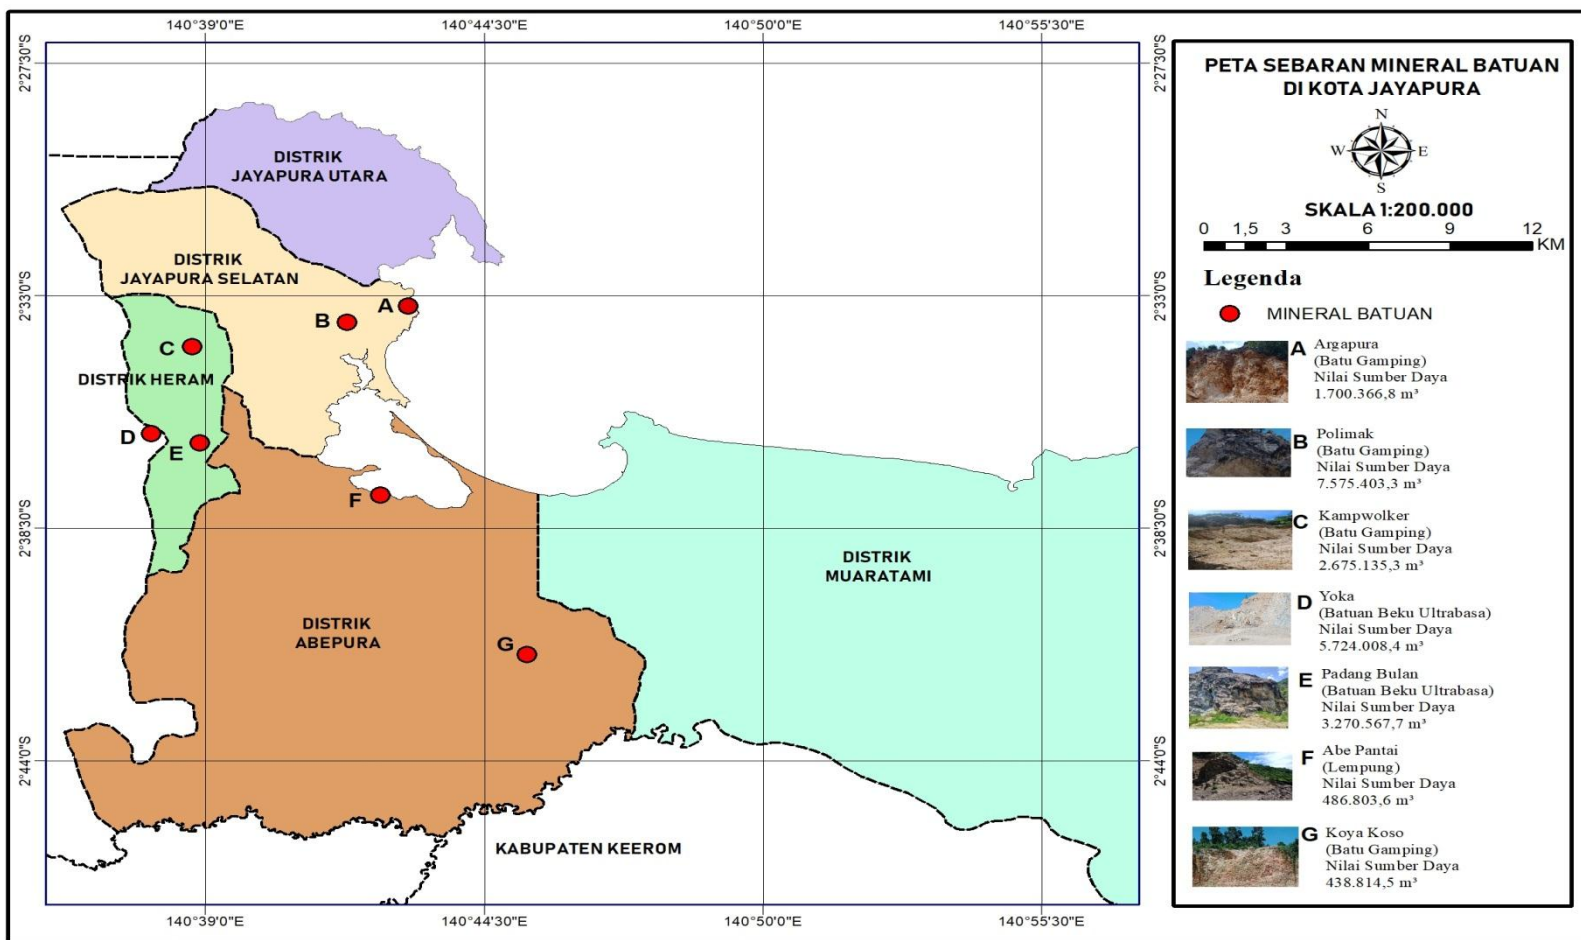 140°39'0"E 140°44'30"E 140°50'0"E 140°55'30"E
2°27'30"S 2°27'30"S
2°33'0"S 2°33'0"S
2°38'30"S 2°38'30"S
2°44'0"S 2°44'0"S
DISTRIK
JAYAPURA UTARA
DISTRIK
JAYAPURA SELATAN
A
B
C
DISTRIK HERAM
D
E
F
DISTRIK
MUARATAMI
DISTRIK
ABEPURA
G
KABUPATEN KEEROM
140°39'0"E 140°44'30"E 140°50'0"E 140°55'30"E
PETA SEBARAN MINERAL BATUAN
DI KOTA JAYAPURA
N
W E
S
SKALA 1:200.000
0 1,5 3 6 9 12
KM
Legenda
MINERAL BATUAN
A Argapura
(Batu Gamping)
Nilai Sumber Daya
1.700.366,8 m³
B Polimak
(Batu Gamping)
Nilai Sumber Daya
7.575.403,3 m³
C Kampwolker
(Batu Gamping)
Nilai Sumber Daya
2.675.135,3 m³
D Yoka
(Batuan Beku Ultrabasa)
Nilai Sumber Daya
5.724.008,4 m³
E Padang Bulan
(Batuan Beku Ultrabasa)
Nilai Sumber Daya
3.270.567,7 m³
F Abe Pantai
(Lempung)
Nilai Sumber Daya
486.803,6 m³
G Koya Koso
(Batu Gamping)
Nilai Sumber Daya
438.814,5 m³